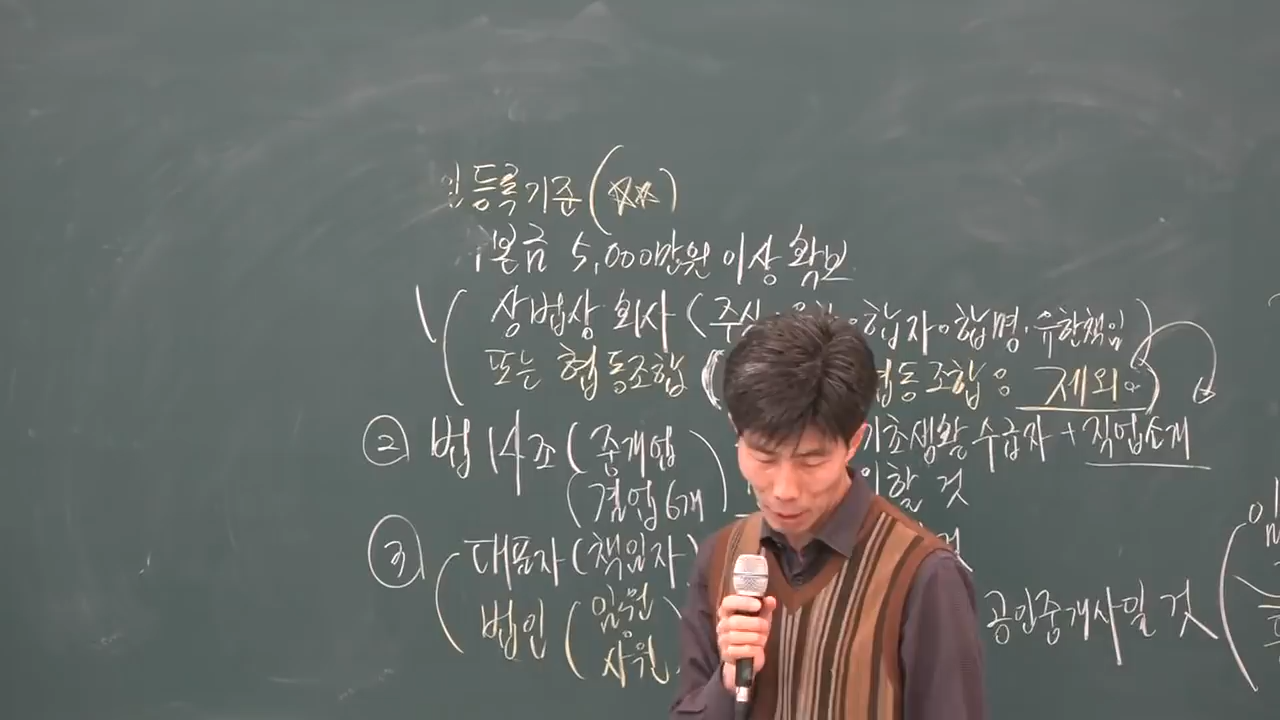 등록기준(☆☆)
본금 5,000만원 이상 확보
상법상 회사 (주식 합자·합명·유한책임)
또는 협동조합 ( 협동조합은 제외.)
② 법 14조 (중개업 기초생활 수급자 + 직업소개
(겸업 6개) 위할 것
③ 대표자 (책임자) 것
법인 (임원 공인중개사일 것
사원